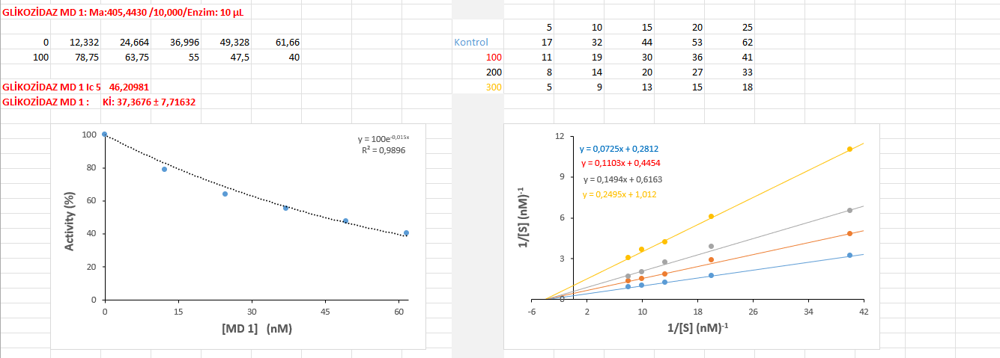 GLİKOZİDAZ MD 1: Ma:405,4430 /10,000/Enzim: 10 µL
5 10 15 20 25
0 12,332 24,664 36,996 49,328 61,66 Kontrol 17 32 44 53 62
100 78,75 63,75 55 47,5 40 100 11 19 30 36 41
200 8 14 20 27 33
GLİKOZİDAZ MD 1 Ic 5 46,20981 300 5 9 13 15 18
GLİKOZİDAZ MD 1 : Kİ: 37,3676 ± 7,71632
100
80
60
40
20
0
Activity (%)
y = 100e-0,015x
R² = 0,9896
0 15 30 45 60
[MD 1] (nM)
12
9
6
3
0
1/[S] (nM)-1
y = 0,0725x + 0,2812
y = 0,1103x + 0,4454
y = 0,1494x + 0,6163
y = 0,2495x + 1,012
-6 2 10 18 26 34 42
1/[S] (nM)-1